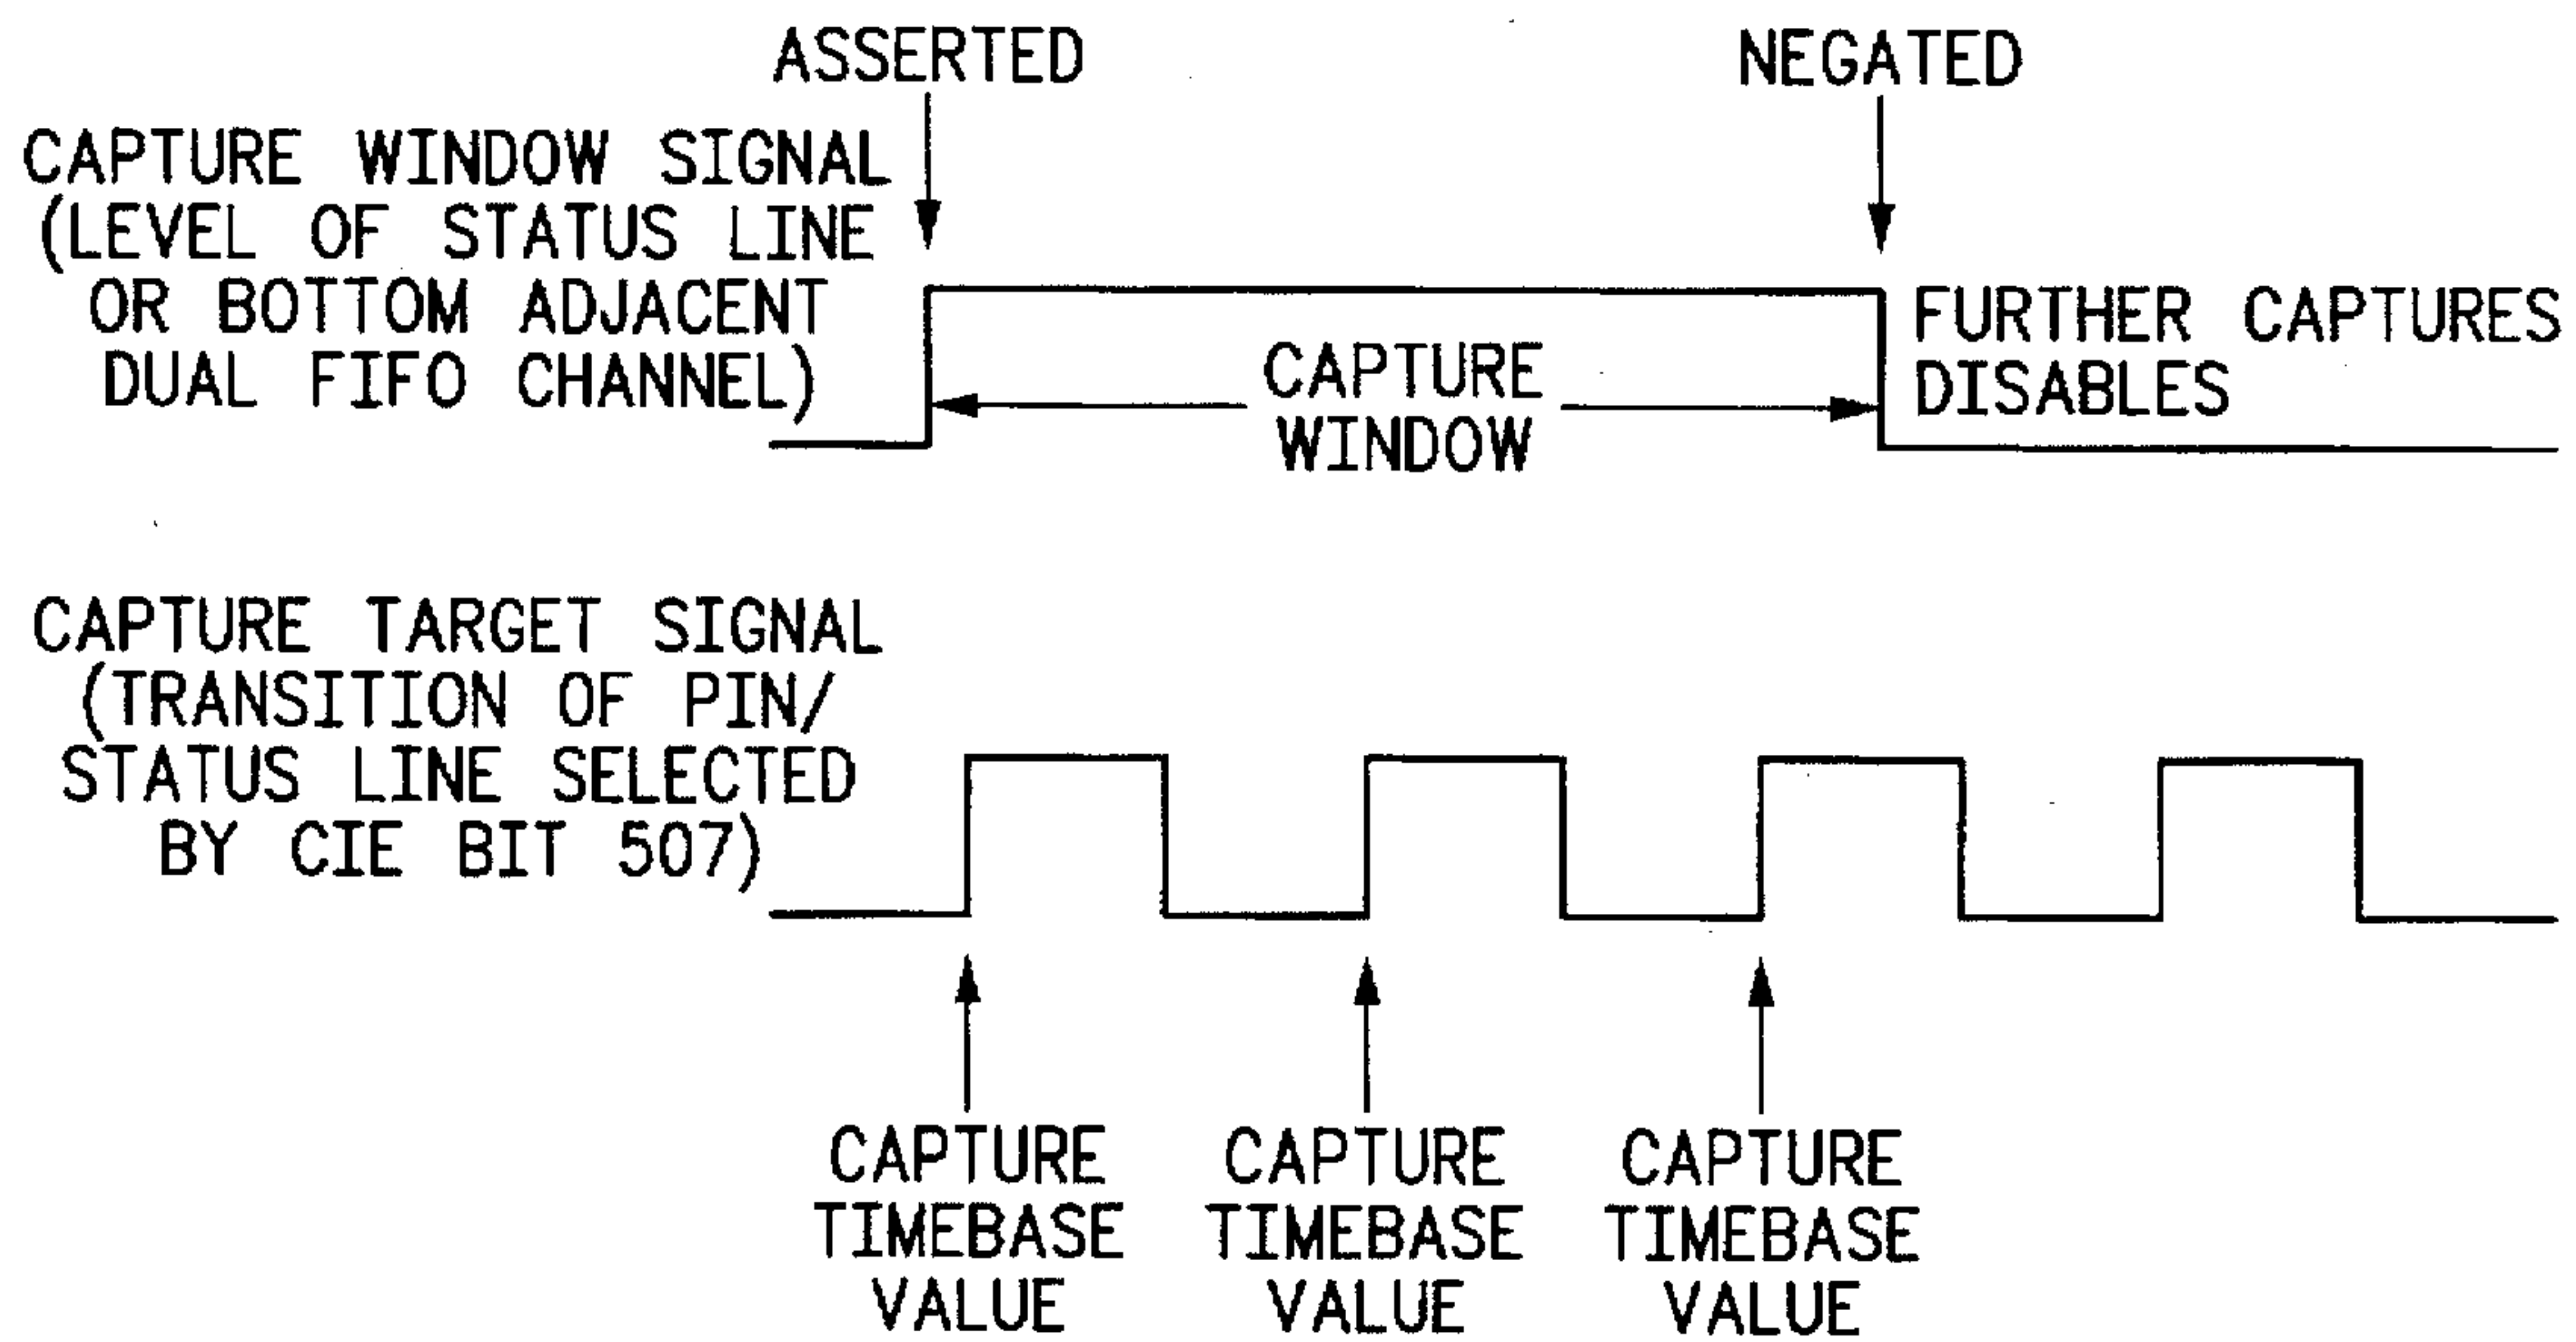 ASSERTED
NEGATED
CAPTURE WINDOW SIGNAL
(LEVEL OF STATUS LINE
OR BOTTOM ADJACENT
DUAL FIFO CHANNEL)
CAPTURE
WINDOW
FURTHER CAPTURES
DISABLES
CAPTURE TARGET SIGNAL
(TRANSITION OF PIN/
STATUS LINE SELECTED
BY CIE BIT 507)
CAPTURE
TIMEBASE
VALUE
CAPTURE
TIMEBASE
VALUE
CAPTURE
TIMEBASE
VALUE